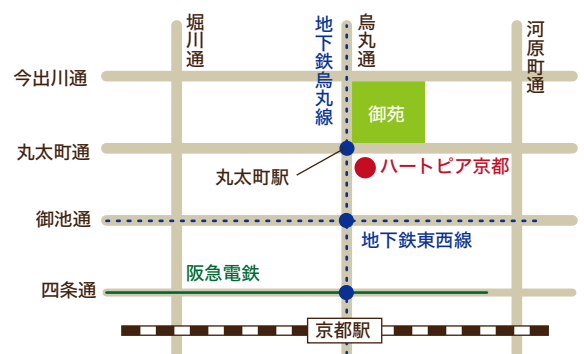 堀川通
地下鉄烏丸線
烏丸通
河原町通
今出川通
御苑
丸太町通
ハートピア京都
丸太町駅
御池通
地下鉄東西線
阪急電鉄
四条通
京都駅